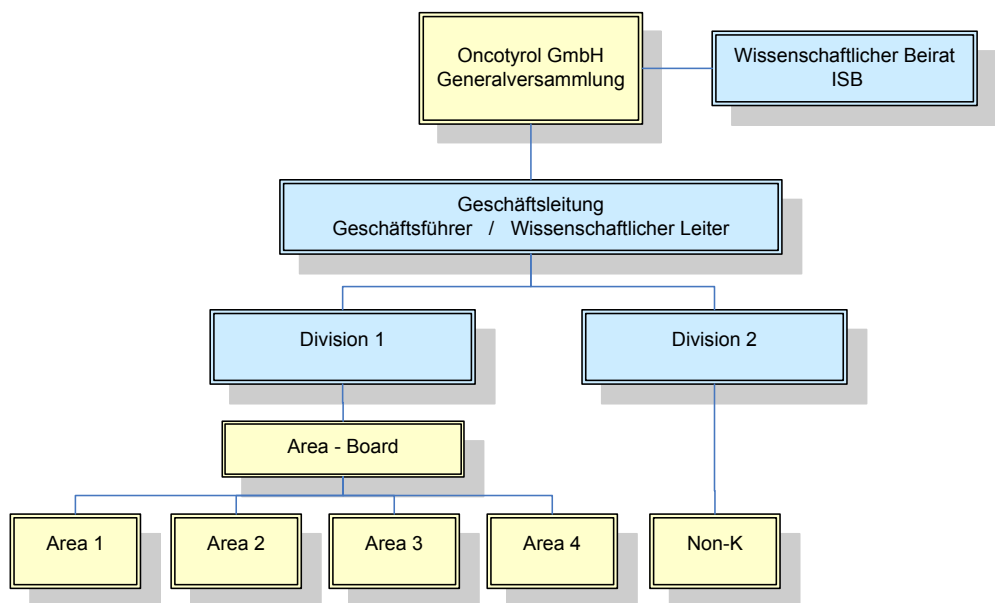 Oncotyrol GmbH
Generalversammlung
Wissenschaftlicher Beirat
ISB
Geschäftsleitung
Geschäftsführer / Wissenschaftlicher Leiter
Division 1
Division 2
Area - Board
Area 1
Area 2
Area 3
Area 4
Non-K